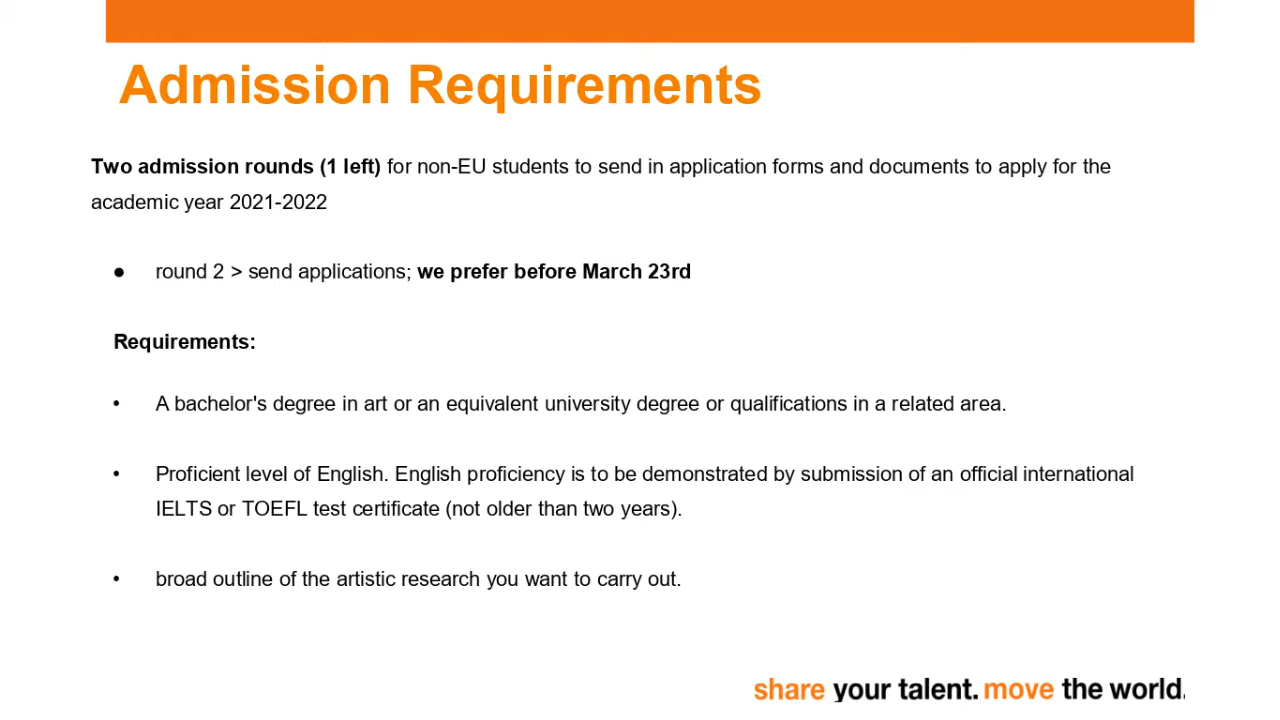 Admission Requirements
Two admission rounds (1 left) for non-EU students to send in application forms and documents to apply for the
academic year 2021-2022
● round 2 > send applications; we prefer before March 23rd
Requirements:
• A bachelor's degree in art or an equivalent university degree or qualifications in a related area.
• Proficient level of English. English proficiency is to be demonstrated by submission of an official international
IELTS or TOEFL test certificate (not older than two years).
• broad outline of the artistic research you want to carry out.
share your talent. move the world.